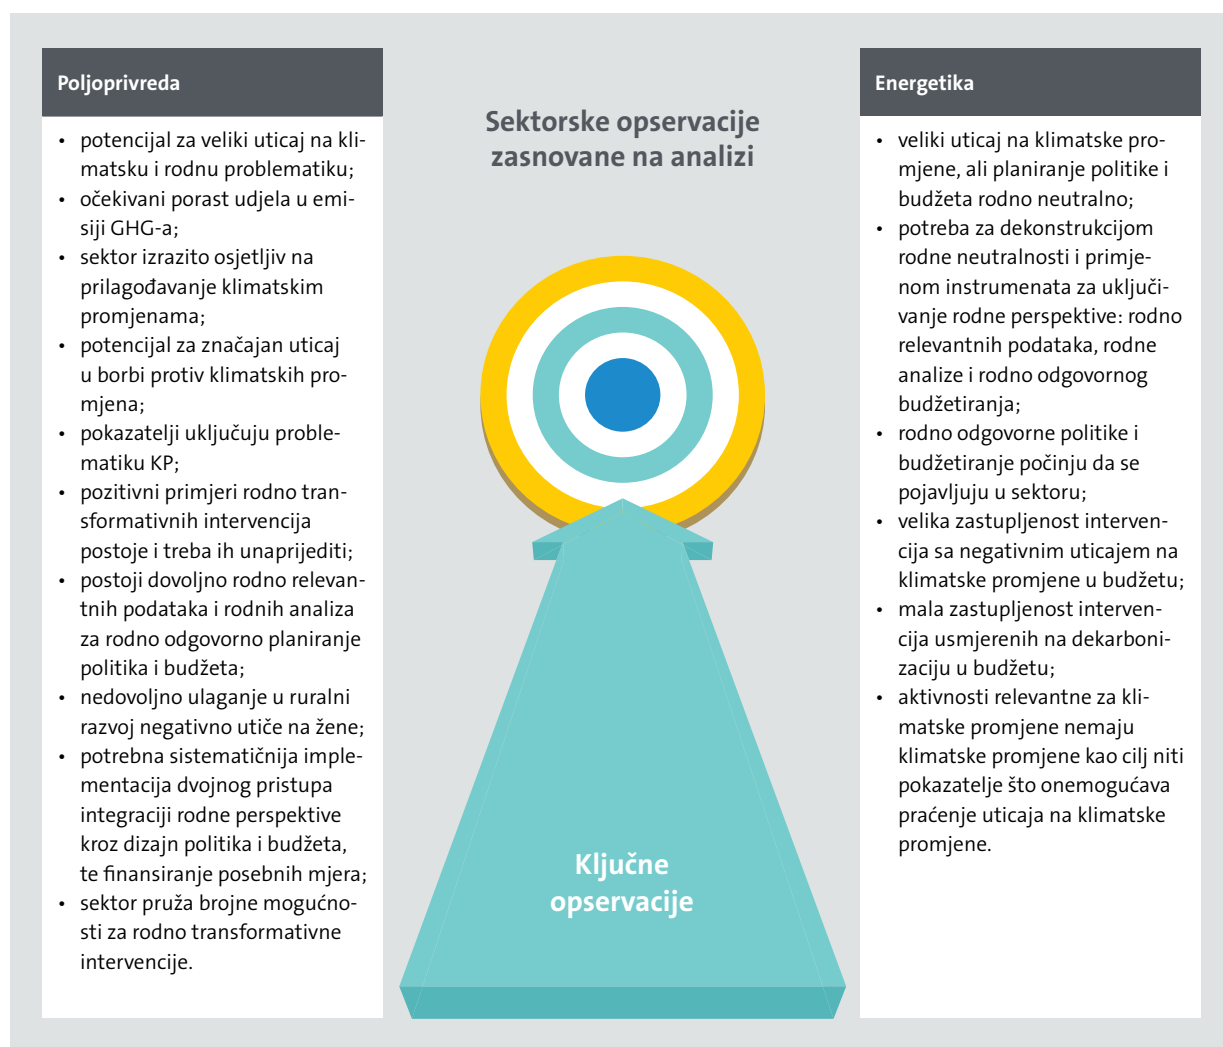 Poljoprivreda
• potencijal za veliki uticaj na kli-
matsku i rodnu problematiku;
• očekivani porast udjela u emi-
siji GHG-a;
• sektor izrazito osjetljiv na
prilagođavanje klimatskim
promjenama;
• potencijal za značajan uticaj
u borbi protiv klimatskih pro-
mjena;
• pokazatelji uključuju proble-
matiku KP;
• pozitivni primjeri rodno tran-
sformativnih intervencija
postoje i treba ih unaprijediti;
• postoji dovoljno rodno relevan-
tnih podataka i rodnih analiza
za rodno odgovorno planiranje
politika i budžeta;
• nedovoljno ulaganje u ruralni
razvoj negativno utiče na žene;
• potrebna sistematičnija imple-
mentacija dvojnog pristupa
integraciji rodne perspektive
kroz dizajn politika i budžeta,
te finansiranje posebnih mjera;
• sektor pruža brojne mogućno-
sti za rodno transformativne
intervencije.
Sektorske opservacije
zasnovane na analizi
Ključne
opservacije
Energetika
• veliki uticaj na klimatske pro-
mjene, ali planiranje politike i
budžeta rodno neutralno;
• potreba za dekonstrukcijom
rodne neutralnosti i primje-
nom instrumenata za uključi-
vanje rodne perspektive: rodno
relevantnih podataka, rodne
analize i rodno odgovornog
budžetiranja;
• rodno odgovorne politike i
budžetiranje počinju da se
pojavljuju u sektoru;
• velika zastupljenost interven-
cija sa negativnim uticajem na
klimatske promjene u budžetu;
• mala zastupljenost interven-
cija usmjerenih na dekarboni-
zaciju u budžetu;
• aktivnosti relevantne za kli-
matske promjene nemaju
klimatske promjene kao cilj niti
pokazatelje što onemogućava
praćenje uticaja na klimatske
promjene.